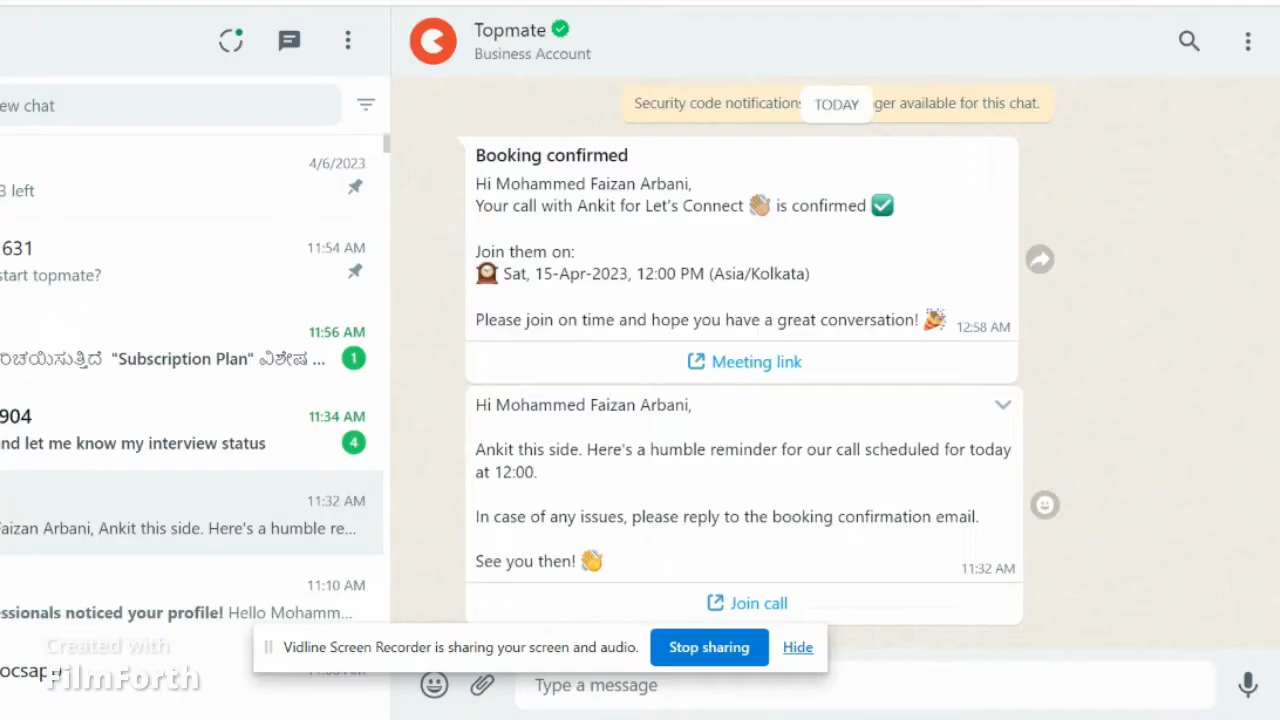 Topmate
Business Account
ew chat
Security code notifications
TODAY
ger available for this chat.
4/6/2023
3 left
631
11:54 AM
start topmate?
11:56 AM
ರಿಚಯಿಸುತ್ತಿದೆ "Subscription Plan" ವಿಶೇಷ ...
1
904
11:34 AM
nd let me know my interview status
4
11:32 AM
Faizan Arbani, Ankit this side. Here's a humble re...
11:10 AM
essionals noticed your profile! Hello Mohamm...
ocsapp
Booking confirmed
Hi Mohammed Faizan Arbani,
Your call with Ankit for Let's Connect 👋🏽 is confirmed ✅
Join them on:
🕰️ Sat, 15-Apr-2023, 12:00 PM (Asia/Kolkata)
Please join on time and hope you have a great conversation! 🎉
12:58 AM
Meeting link
Hi Mohammed Faizan Arbani,
Ankit this side. Here's a humble reminder for our call scheduled for today
at 12:00.
In case of any issues, please reply to the booking confirmation email.
See you then! 👋
11:32 AM
Join call
Vidline Screen Recorder is sharing your screen and audio.
Stop sharing
Hide
Type a message
Created with
FilmForth